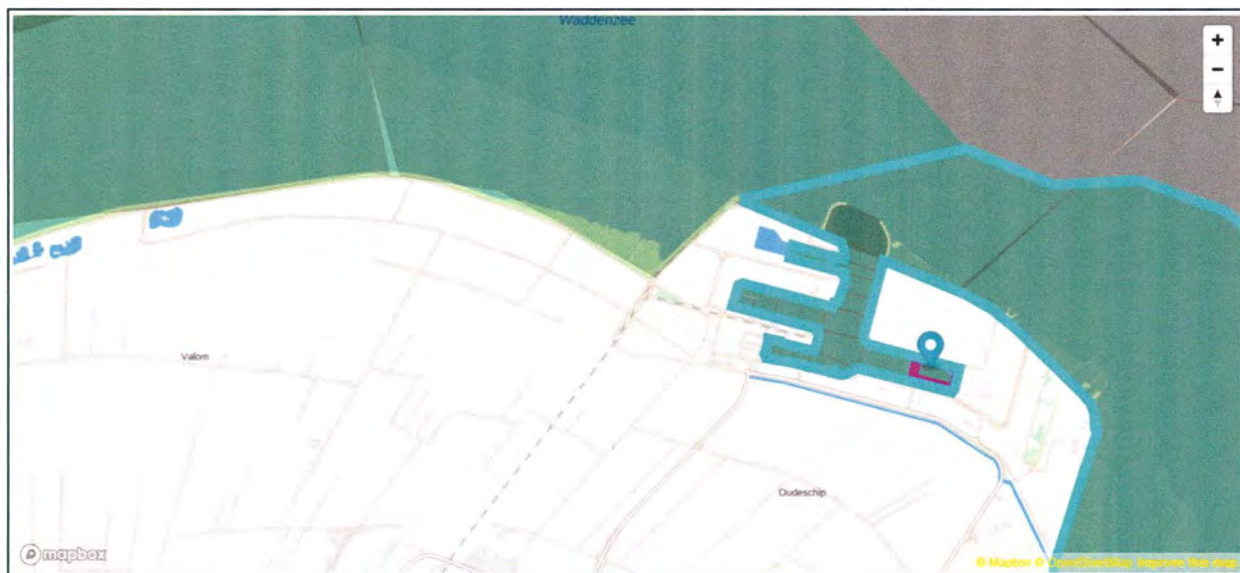 Waddenzee
+
−
Valom
Oudeschip
mapbox
© Mapbox © OpenStreetMap Improve this map